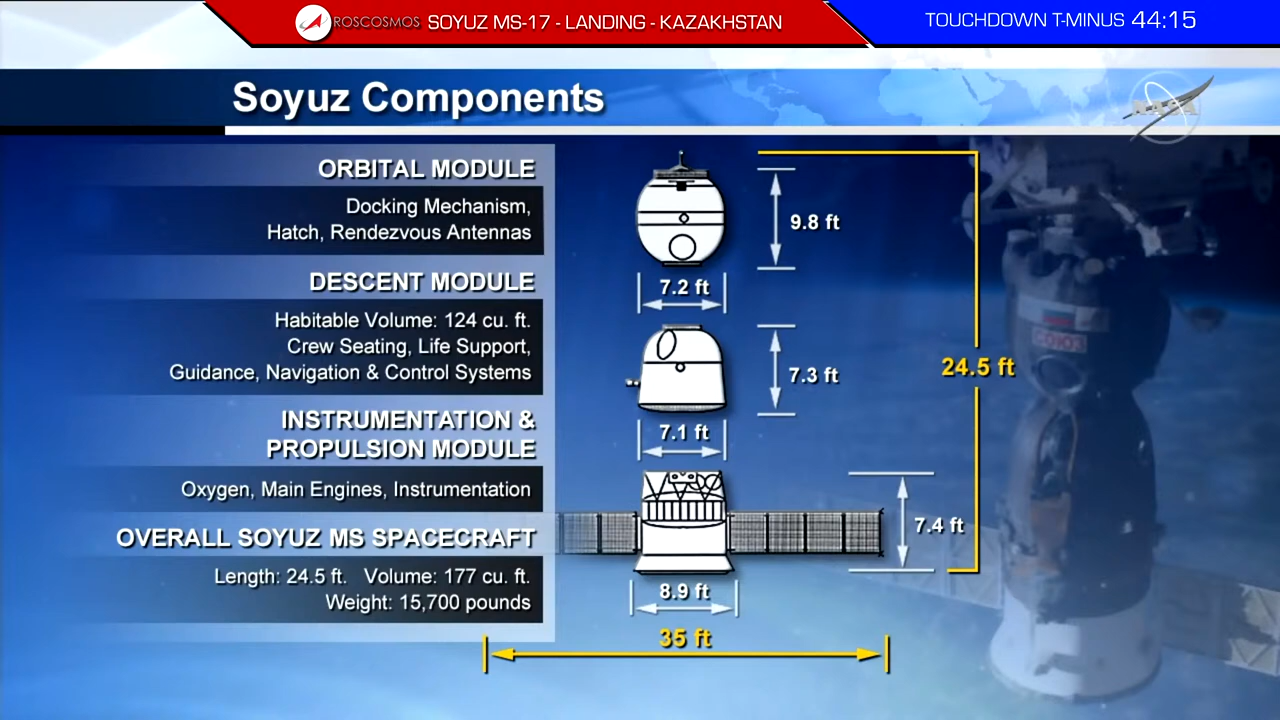 ROSCOSMOS SOYUZ MS-17 - LANDING - KAZAKHSTAN
TOUCHDOWN T-MINUS 44:15
Soyuz Components
NASA
ORBITAL MODULE
Docking Mechanism,
Hatch, Rendezvous Antennas
DESCENT MODULE
Habitable Volume: 124 cu. ft.
Crew Seating, Life Support,
Guidance, Navigation & Control Systems
INSTRUMENTATION &
PROPULSION MODULE
Oxygen, Main Engines, Instrumentation
OVERALL SOYUZ MS SPACECRAFT
Length: 24.5 ft. Volume: 177 cu. ft.
Weight: 15,700 pounds
9.8 ft
7.2 ft
7.3 ft
7.1 ft
7.4 ft
8.9 ft
35 ft
24.5 ft
СОЮЗ